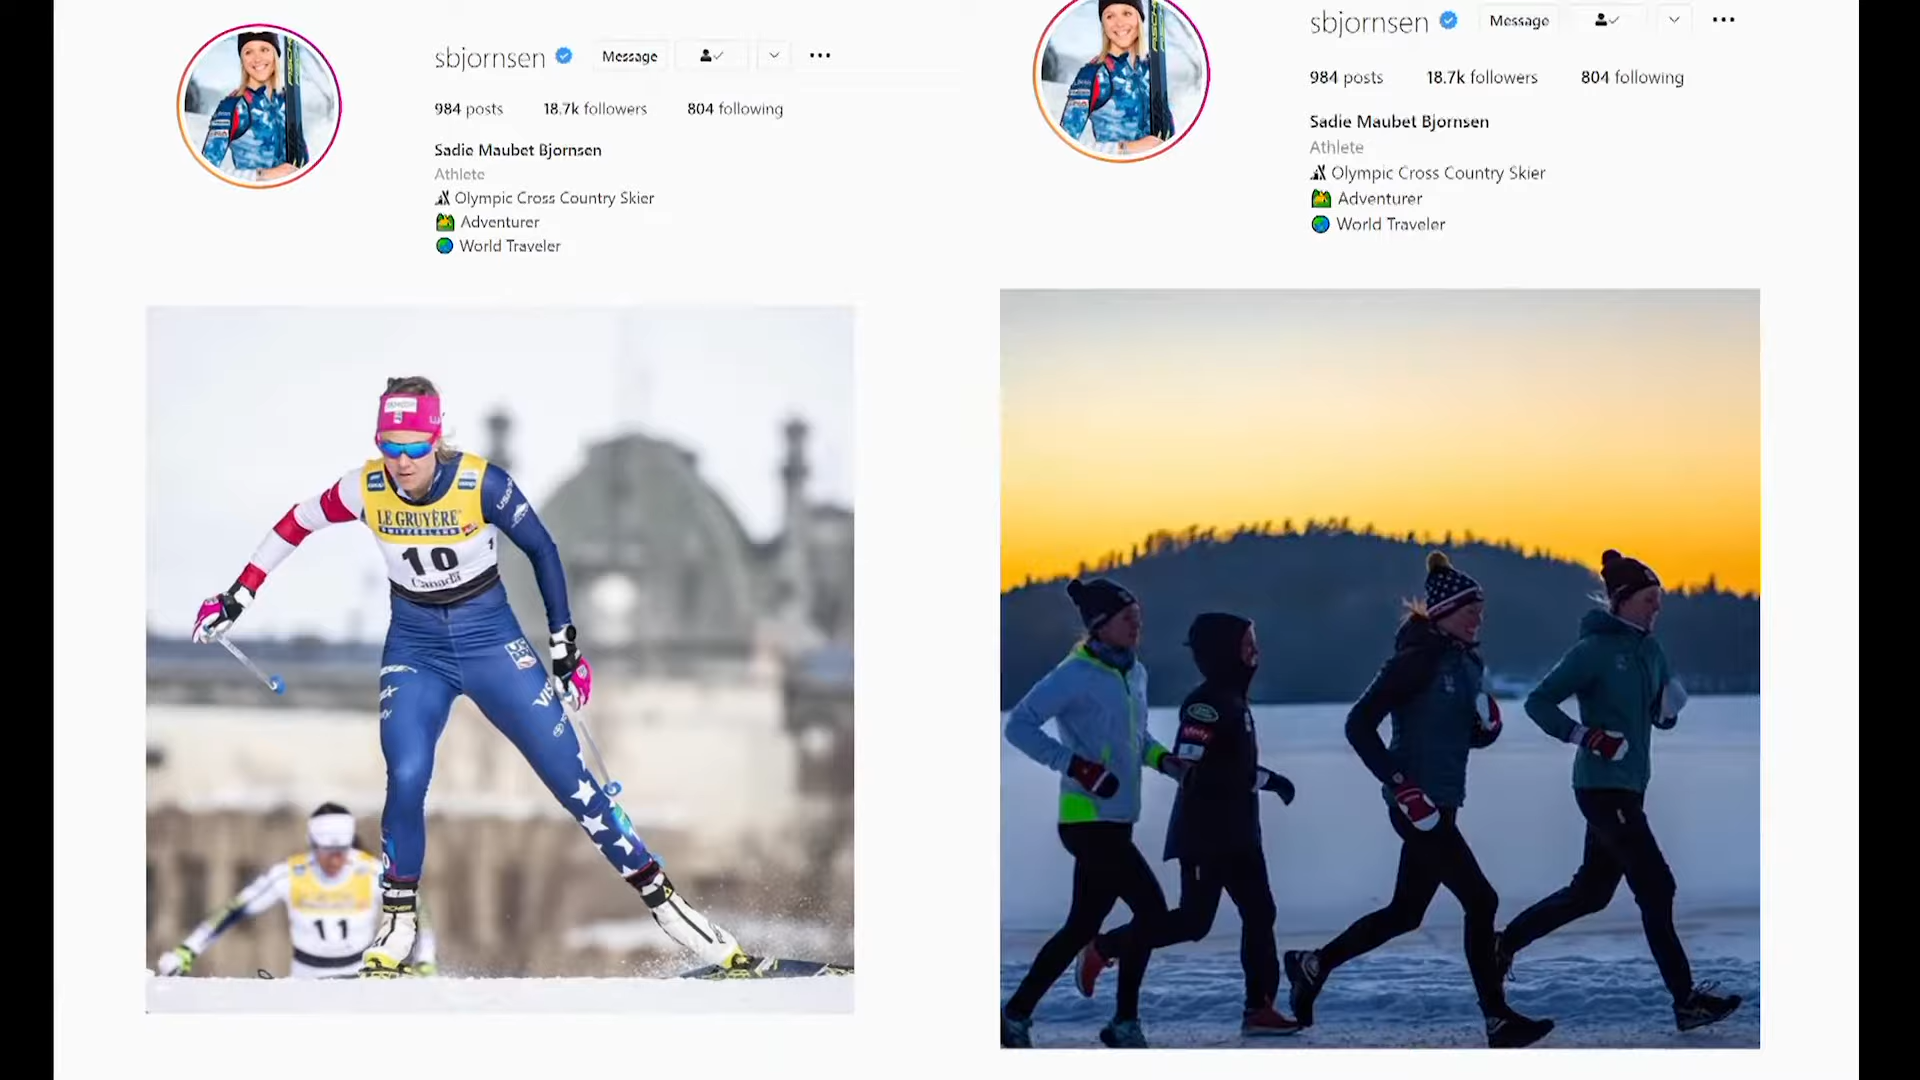 sbjornsen Message
984 posts 18.7k followers 804 following
Sadie Maubet Bjornsen
Athlete
Olympic Cross Country Skier
Adventurer
World Traveler
LE GRUYÈRE
SWITZERLAND
10
Canada
VIS
11
sbjornsen Message
984 posts 18.7k followers 804 following
Sadie Maubet Bjornsen
Athlete
Olympic Cross Country Skier
Adventurer
World Traveler